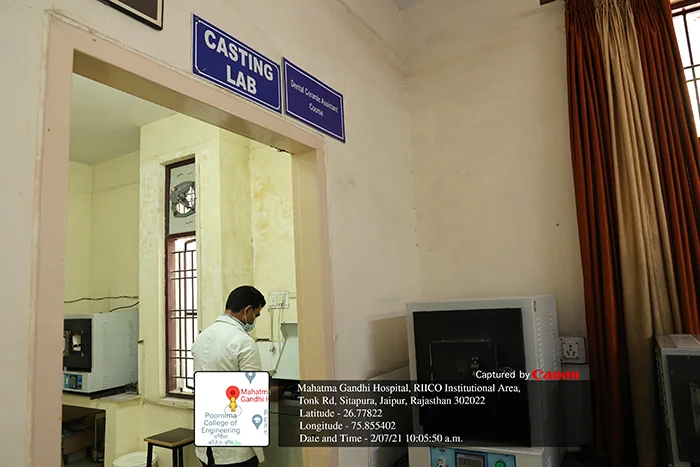 CASTING
LAB
Dental Ceramic Assistant
Course
Captured by Canon
Mahatma Gandhi Hospital, RIICO Institutional Area,
Tonk Rd, Sitapura, Jaipur, Rajasthan 302022
Latitude - 26.77822
Longitude - 75.855402
Date and Time - 2/07/21 10:05:50 a.m.
Mahatma
Gandhi H
Poornima
College of
Engineering